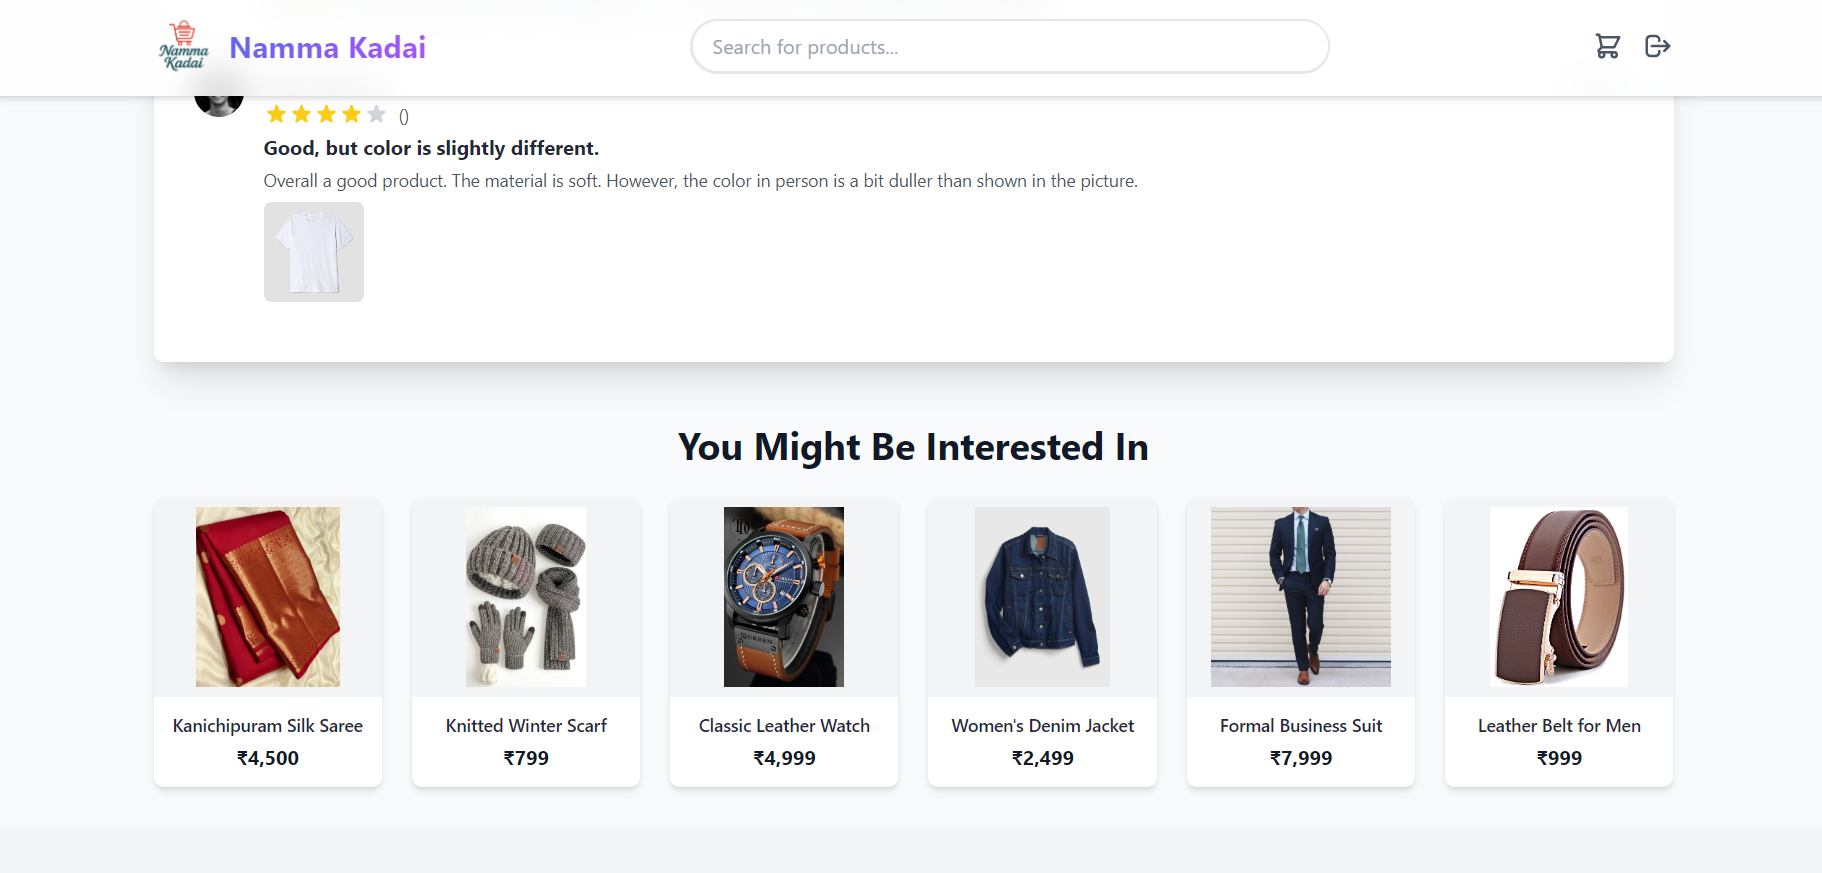 Namma
Kadai
Namma Kadai
Search for products...
()
Good, but color is slightly different.
Overall a good product. The material is soft. However, the color in person is a bit duller than shown in the picture.
You Might Be Interested In
CURREN
Kanichipuram Silk Saree
₹4,500
Knitted Winter Scarf
₹799
Classic Leather Watch
₹4,999
Women's Denim Jacket
₹2,499
Formal Business Suit
₹7,999
Leather Belt for Men
₹999